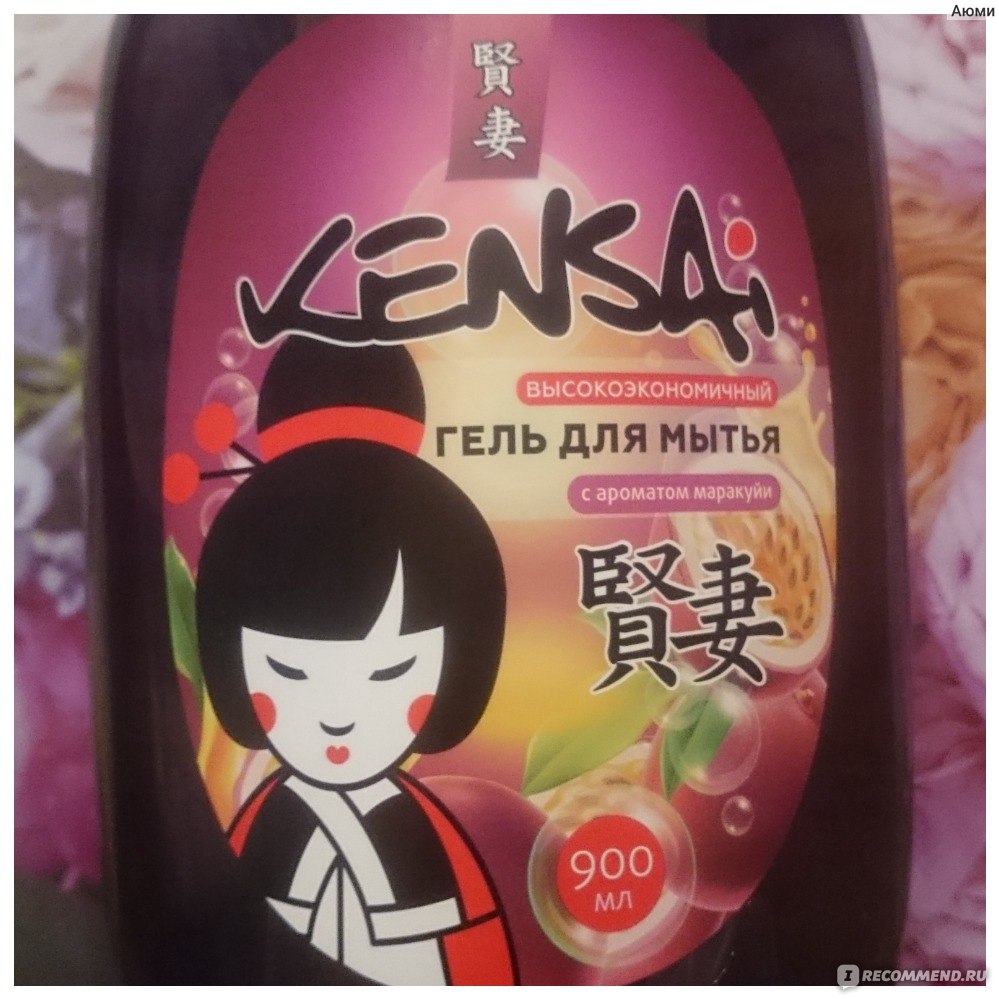 Аюми
賢妻
KENSAi
ВЫСОКОЭКОНОМИЧНЫЙ
ГЕЛЬ ДЛЯ МЫТЬЯ
С АРОМАТОМ МАРАКУЙИ
賢妻
900
МЛ
IRECOMMEND.RU